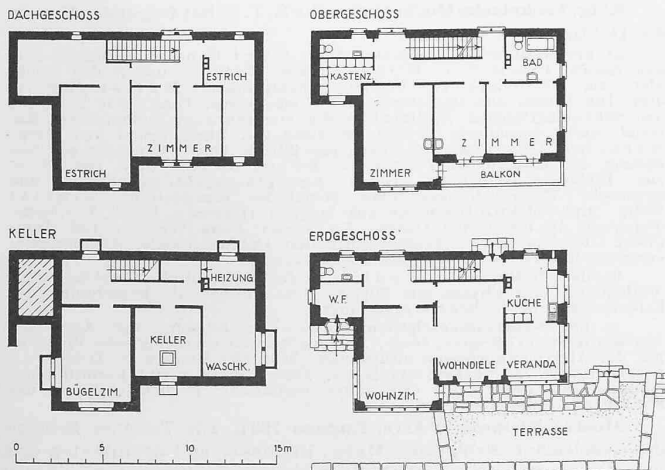 DACHGESCHOSS
ESTRICH
ZIMMER
ESTRICH
OBERGESCHOSS
KASTENZ.
BAD
ZIMMER
ZIMMER
BALKON
KELLER
HEIZUNG
KELLER
WASCHK.
BÜGELZIM.
ERDGESCHOSS
W.F.
KÜCHE
WOHNDIELE
VERANDA
WOHNZIM.
TERRASSE
0 5 10 15m